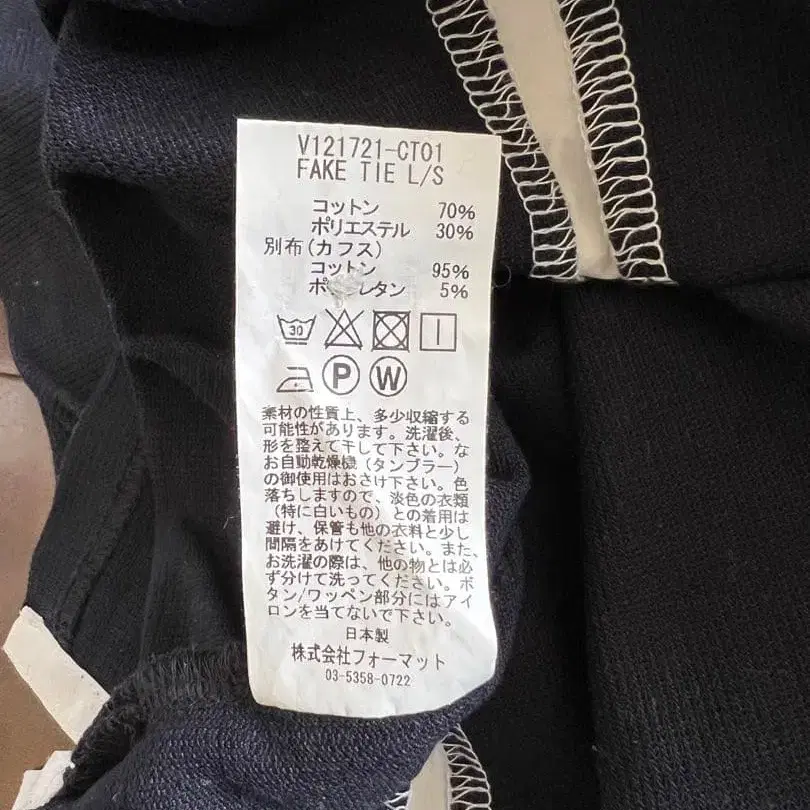 V121721-CT01
FAKE TIE L/S
コットン 70%
ポリエステル 30%
別布(カフス)
コットン 95%
5%
30
P W
素材の性質上、多少収縮する
可能性があります。洗濯後、
形を整えて干して下さい。な
お自動乾燥機(タンブラー)
の御使用はおさけ下さい。色
落ちしますので、淡色の衣類
(特に白いもの)との着用は
避け、保管も他の衣料と少し
間隔をあけてください。また、
お洗濯の際は、他の物とは必
ず分けて洗ってください。ボ
タン/ワッペン部分にはアイ
ロンを当てないで下さい。
日本製
株式会社フォーマット
03-5358-0722